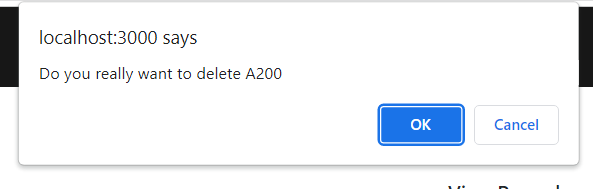 localhost:3000 says
Do you really want to delete A200
OK
Cancel